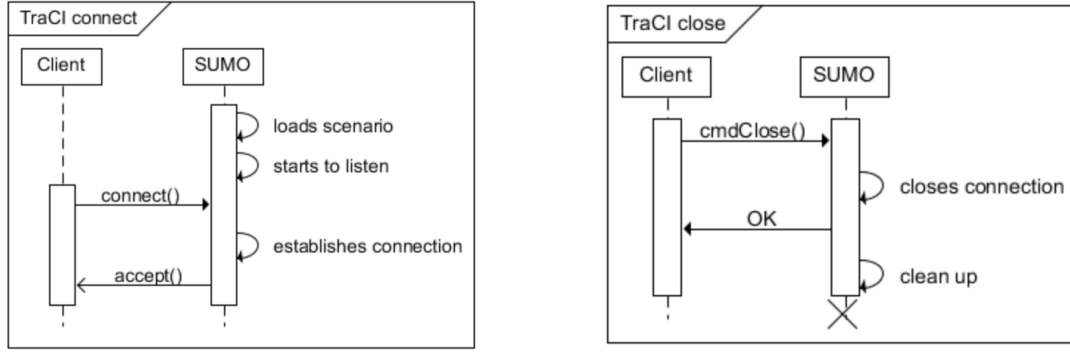 TraCI connect
Client
SUMO
loads scenario
starts to listen
connect()
establishes connection
accept()
TraCI close
Client
SUMO
cmdClose()
closes connection
OK
clean up